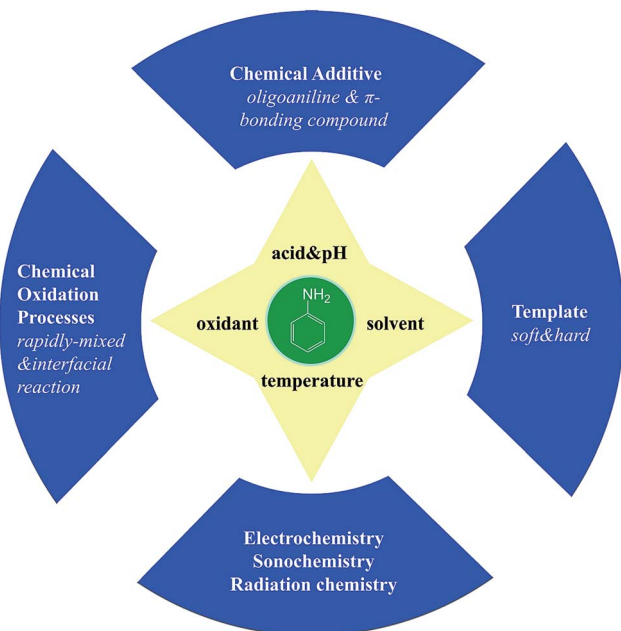 Chemical Additive
oligoaniline & π-
bonding compound
Chemical
Oxidation
Processes
rapidly-mixed
&interfacial
reaction
acid&pH
NH₂
oxidant
solvent
temperature
Template
soft&hard
Electrochemistry
Sonochemistry
Radiation chemistry